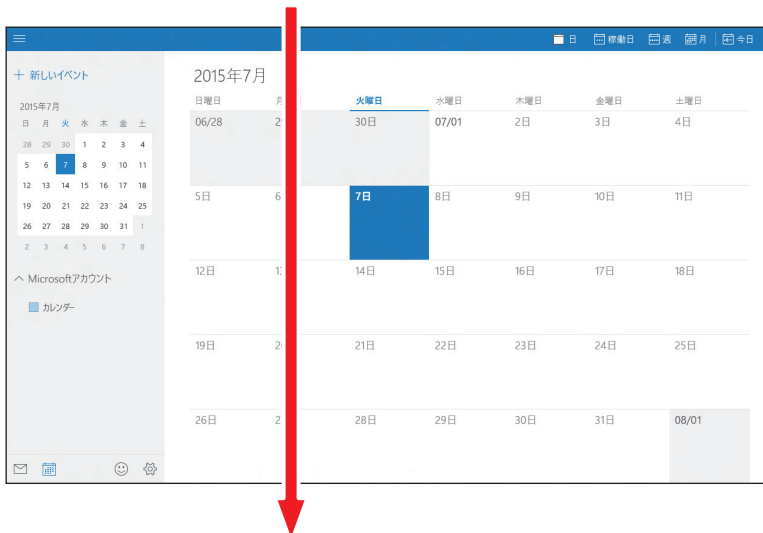 日 稼働日 週 月 今日
+ 新しいイベント
2015年7月
日 月 火 水 木 金 土
28 29 30 1 2 3 4
5 6 7 8 9 10 11
12 13 14 15 16 17 18
19 20 21 22 23 24 25
26 27 28 29 30 31 1
2 3 4 5 6 7 8
Microsoftアカウント
カレンダー
2015年7月
日曜日 月 火曜日 水曜日 木曜日 金曜日 土曜日
06/28 30日 07/01 2日 3日 4日
5日 6 7日 8日 9日 10日 11日
12日 14日 15日 16日 17日 18日
19日 21日 22日 23日 24日 25日
26日 28日 29日 30日 31日 08/01